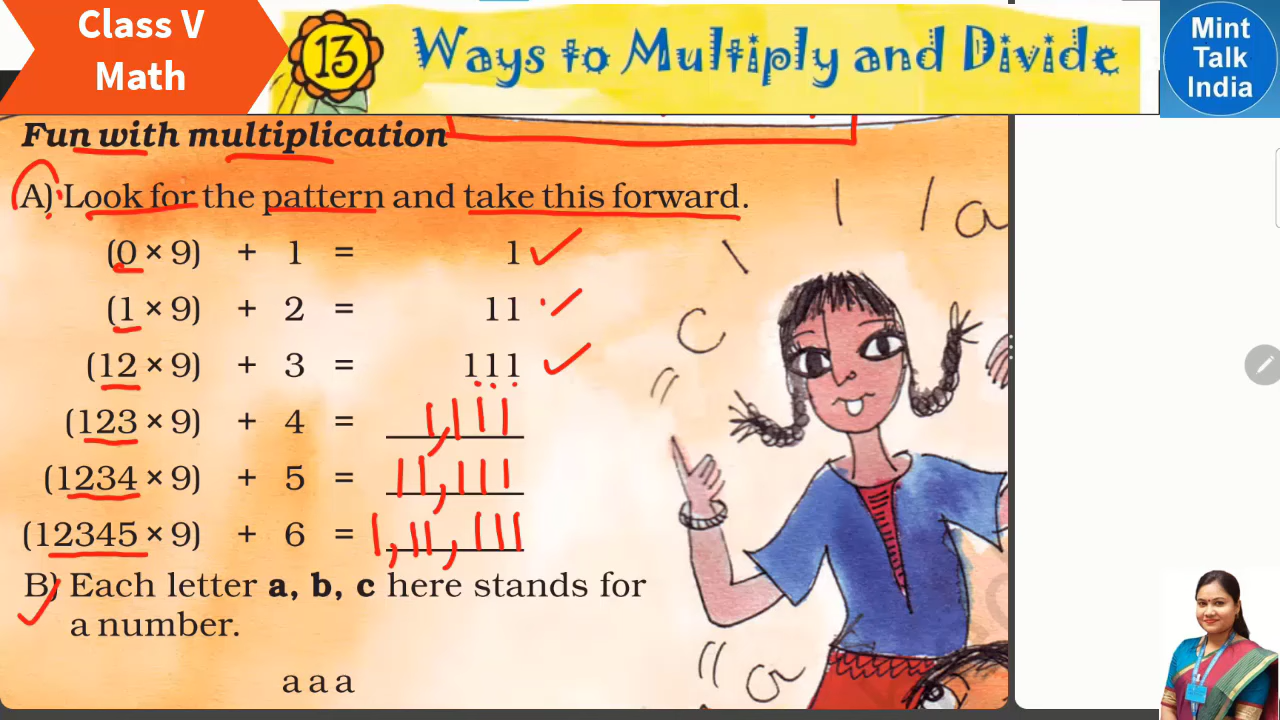 Class V
Math
13
Ways to Multiply and Divide
Mint
Talk
India
Fun with multiplication
A) Look for the pattern and take this forward.
(0 × 9) + 1 = 1
(1 × 9) + 2 = 11
(12 × 9) + 3 = 111
(123 × 9) + 4 = 1,111
(1234 × 9) + 5 = 11,111
(12345 × 9) + 6 = 1,11,111
B) Each letter a, b, c here stands for
a number.
a a a
c
a
a